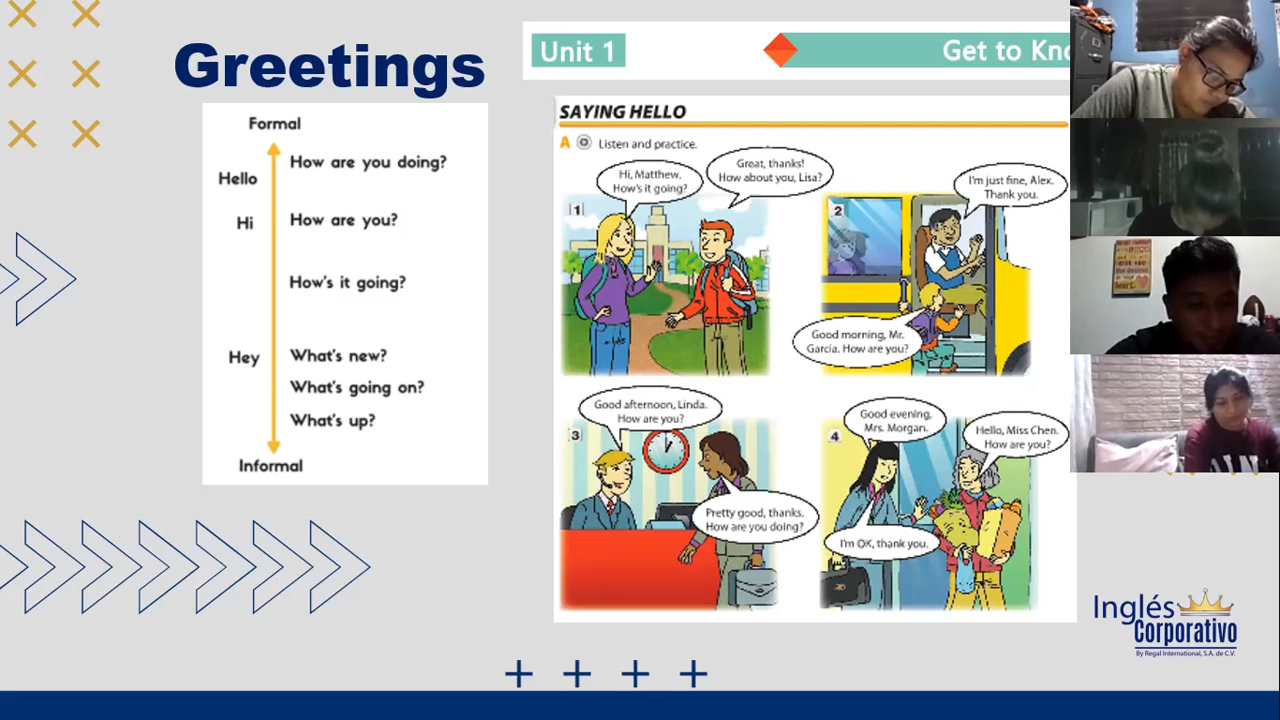 Greetings
Formal
How are you doing?
Hello
Hi
How are you?
How's it going?
Hey
What's new?
What's going on?
What's up?
Informal
Unit 1
Get to Kno
SAYING HELLO
A
Listen and practice.
1
Hi, Matthew.
How's it going?
Great, thanks!
How about you, Lisa?
2
I'm just fine, Alex.
Thank you.
Good morning, Mr.
Garcia. How are you?
3
Good afternoon, Linda.
How are you?
Pretty good, thanks.
How are you doing?
4
Good evening,
Mrs. Morgan.
Hello, Miss Chen.
How are you?
I'm OK, thank you.
Inglés
Corporativo
By Regal International, S.A. de C.V.